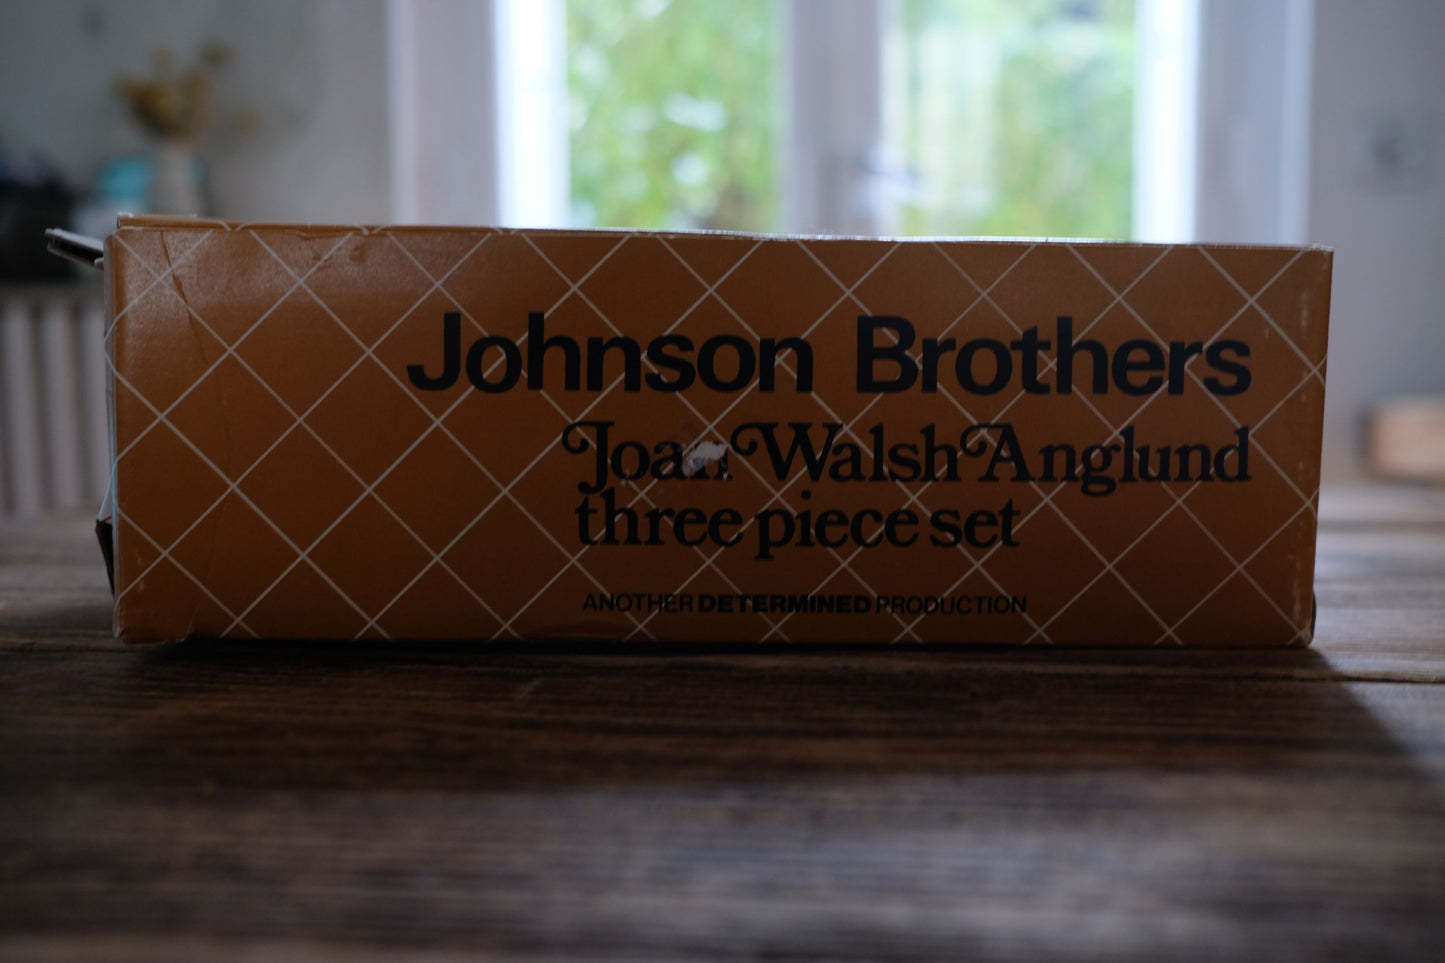 Johnson Brothers
Joan Walsh Anglund
three piece set
ANOTHER DETERMINED PRODUCTION